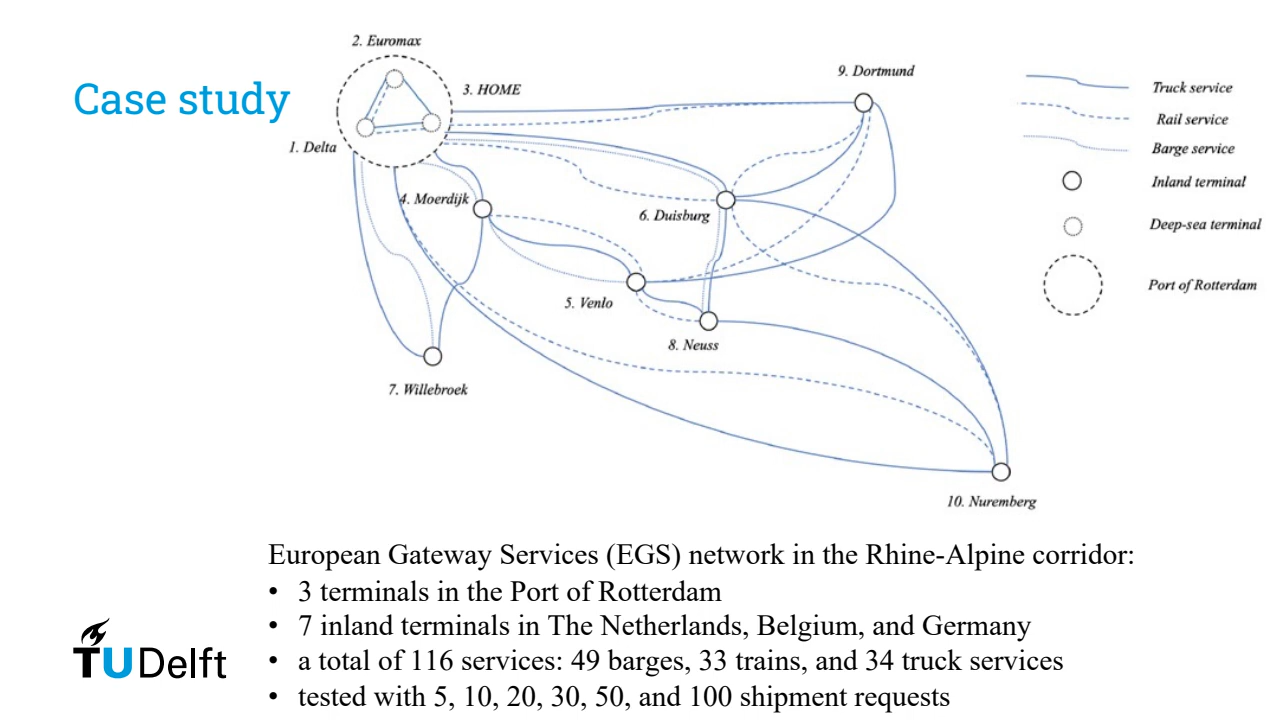 Case study
2. Euromax
3. HOME
1. Delta
4. Moerdijk
9. Dortmund
6. Duisburg
5. Venlo
8. Neuss
7. Willebroek
10. Nuremberg
Truck service
Rail service
Barge service
Inland terminal
Deep-sea terminal
Port of Rotterdam
European Gateway Services (EGS) network in the Rhine-Alpine corridor:
• 3 terminals in the Port of Rotterdam
• 7 inland terminals in The Netherlands, Belgium, and Germany
• a total of 116 services: 49 barges, 33 trains, and 34 truck services
• tested with 5, 10, 20, 30, 50, and 100 shipment requests
TU Delft